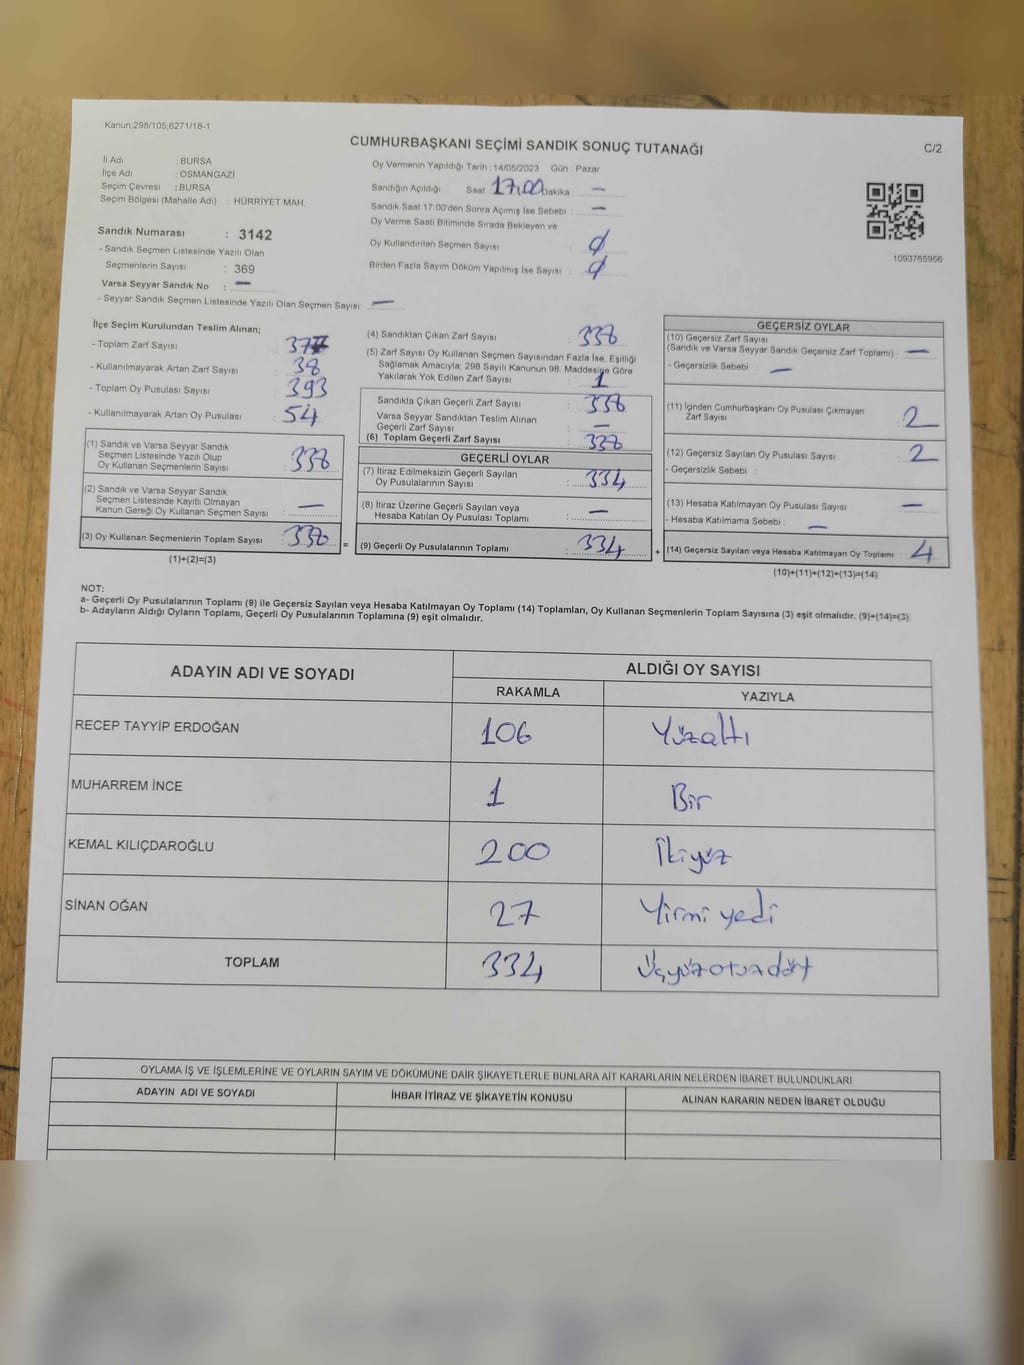 Kanun,298/105,6271/18-1
CUMHURBAŞKANI SEÇİMİ SANDIK SONUÇ TUTANAĞI
C/2
İl Adı : BURSA
İlçe Adı : OSMANGAZİ
Seçim Çevresi : BURSA
Seçim Bölgesi (Mahalle Adı) : HÜRRİYET MAH.
Sandık Numarası : 3142
- Sandık Seçmen Listesinde Yazılı Olan
Seçmenlerin Sayısı : 369
Varsa Seyyar Sandık No : —
- Seyyar Sandık Seçmen Listesinde Yazılı Olan Seçmen Sayısı: —
Oy Vermenin Yapıldığı Tarih : 14/05/2023 Gün : Pazar
Sandığın Açıldığı Saat 17,00 Dakika : —
Sandık Saat 17:00'den Sonra Açımış İse Sebebi : —
Oy Verme Saati Bitiminde Sırada Bekleyen ve
Oy Kullandırılan Seçmen Sayısı : ∅
Birden Fazla Sayım Döküm Yapılmış İse Sayısı : ∅
1093765956
İlçe Seçim Kurulundan Teslim Alınan;
- Toplam Zarf Sayısı : 377
- Kullanılmayarak Artan Zarf Sayısı : 38
- Toplam Oy Pusulası Sayısı : 393
- Kullanılmayarak Artan Oy Pusulası : 54
(1) Sandık ve Varsa Seyyar Sandık
Seçmen Listesinde Yazılı Olup
Oy Kullanan Seçmenlerin Sayısı : 338
(2) Sandık ve Varsa Seyyar Sandık
Seçmen Listesinde Kayıtlı Olmayan
Kanun Gereği Oy Kullanan Seçmen Sayısı : —
(3) Oy Kullanan Seçmenlerin Toplam Sayısı : 338 =
(1)+(2)=(3)
(4) Sandıktan Çıkan Zarf Sayısı : 338
(5) Zarf Sayısı Oy Kullanan Seçmen Sayısından Fazla İse, Eşitliği
Sağlamak Amacıyla; 298 Sayılı Kanunun 98. Maddesine Göre
Yakılarak Yok Edilen Zarf Sayısı : 1
Sandıkta Çıkan Geçerli Zarf Sayısı : 338
Varsa Seyyar Sandıktan Teslim Alınan
Geçerli Zarf Sayısı : —
(6) Toplam Geçerli Zarf Sayısı : 338
GEÇERLİ OYLAR
(7) İtiraz Edilmeksizin Geçerli Sayılan
Oy Pusulalarının Sayısı : 334
(8) İtiraz Üzerine Geçerli Sayılan veya
Hesaba Katılan Oy Pusulası Toplamı : —
(9) Geçerli Oy Pusulalarının Toplamı : 334 +
GEÇERSİZ OYLAR
(10) Geçersiz Zarf Sayısı
(Sandık ve Varsa Seyyar Sandık Geçersiz Zarf Toplamı) : —
- Geçersizlik Sebebi : —
(11) İçinden Cumhurbaşkanı Oy Pusulası Çıkmayan
Zarf Sayısı : 2
(12) Geçersiz Sayılan Oy Pusulası Sayısı : 2
- Geçersizlik Sebebi :
(13) Hesaba Katılmayan Oy Pusulası Sayısı : —
- Hesaba Katılmama Sebebi : —
(14) Geçersiz Sayılan veya Hesaba Katılmayan Oy Toplamı : 4
(10)+(11)+(12)+(13)=(14)
NOT:
a- Geçerli Oy Pusulalarının Toplamı (9) ile Geçersiz Sayılan veya Hesaba Katılmayan Oy Toplamı (14) Toplamları, Oy Kullanan Seçmenlerin Toplam Sayısına (3) eşit olmalıdır. (9)+(14)=(3)
b- Adayların Aldığı Oyların Toplamı, Geçerli Oy Pusulalarının Toplamına (9) eşit olmalıdır.
ADAYIN ADI VE SOYADI ALDIĞI OY SAYISI
RAKAMLA YAZIYLA
RECEP TAYYİP ERDOĞAN 106 Yüzaltı
MUHARREM İNCE 1 Bir
KEMAL KILIÇDAROĞLU 200 İkiyüz
SİNAN OĞAN 27 Yirmi yedi
TOPLAM 334 Üçyüzotuzdört
OYLAMA İŞ VE İŞLEMLERİNE VE OYLARIN SAYIM VE DÖKÜMÜNE DAİR ŞİKAYETLERLE BUNLARA AİT KARARLARIN NELERDEN İBARET BULUNDUKLARI
ADAYIN ADI VE SOYADI İHBAR İTİRAZ VE ŞİKAYETİN KONUSU ALINAN KARARIN NEDEN İBARET OLDUĞU